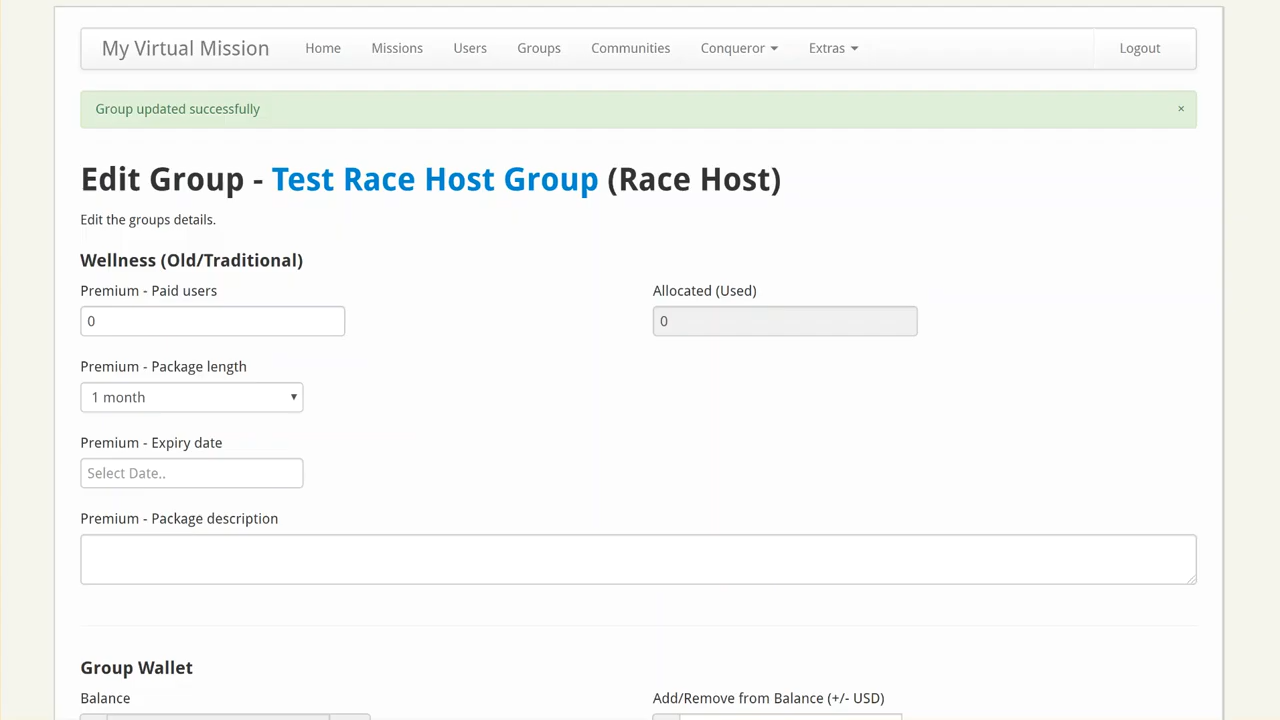 My Virtual Mission Home Missions Users Groups Communities Conqueror Extras Logout
Group updated successfully ×
Edit Group - Test Race Host Group (Race Host)
Edit the groups details.
Wellness (Old/Traditional)
Premium - Paid users Allocated (Used)
0 0
Premium - Package length
1 month
Premium - Expiry date
Select Date..
Premium - Package description
Group Wallet
Balance Add/Remove from Balance (+/- USD)